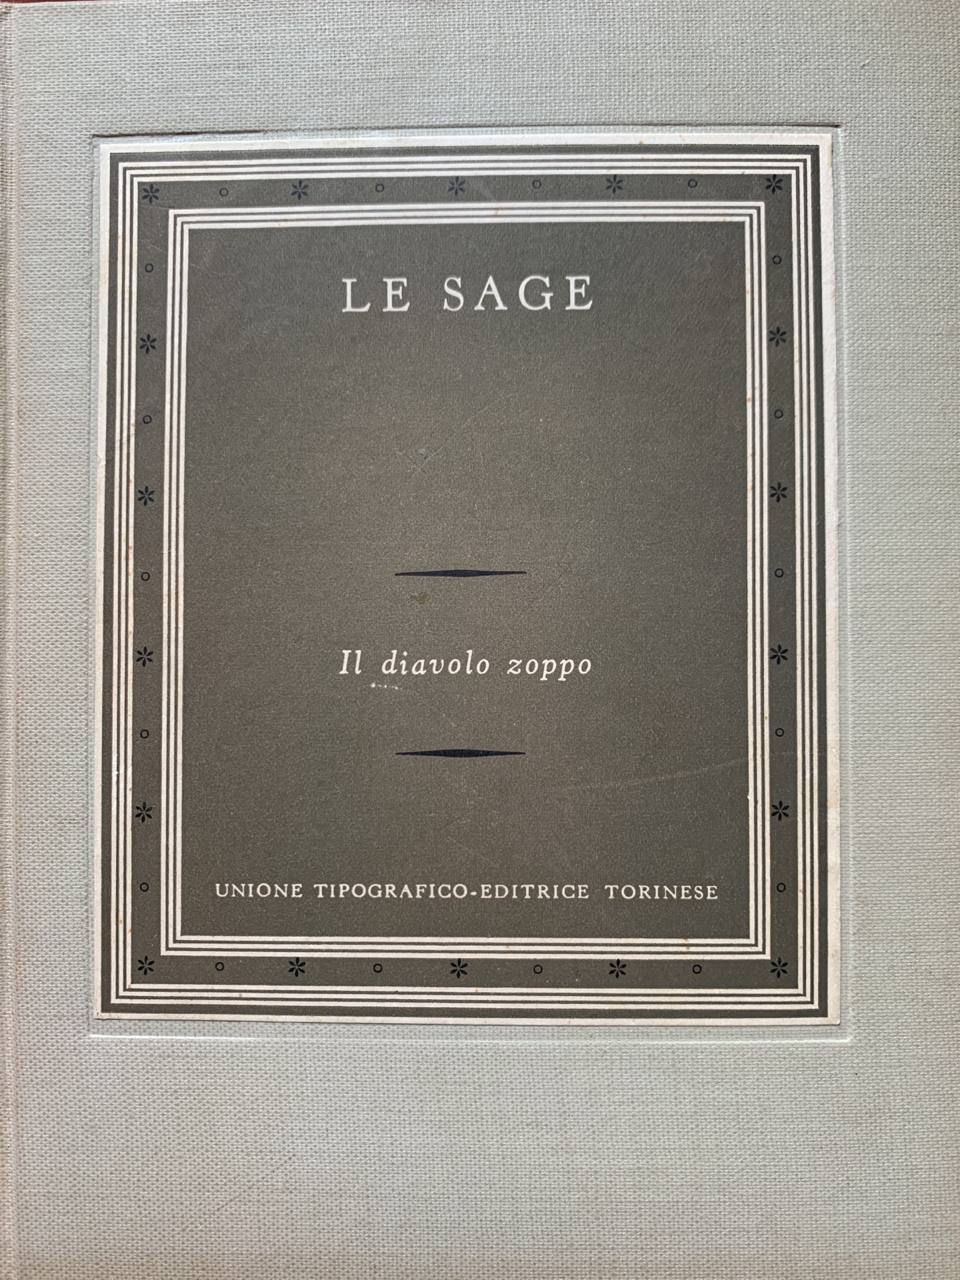 LE SAGE
Il diavolo zoppo
UNIONE TIPOGRAFICO-EDITRICE TORINESE